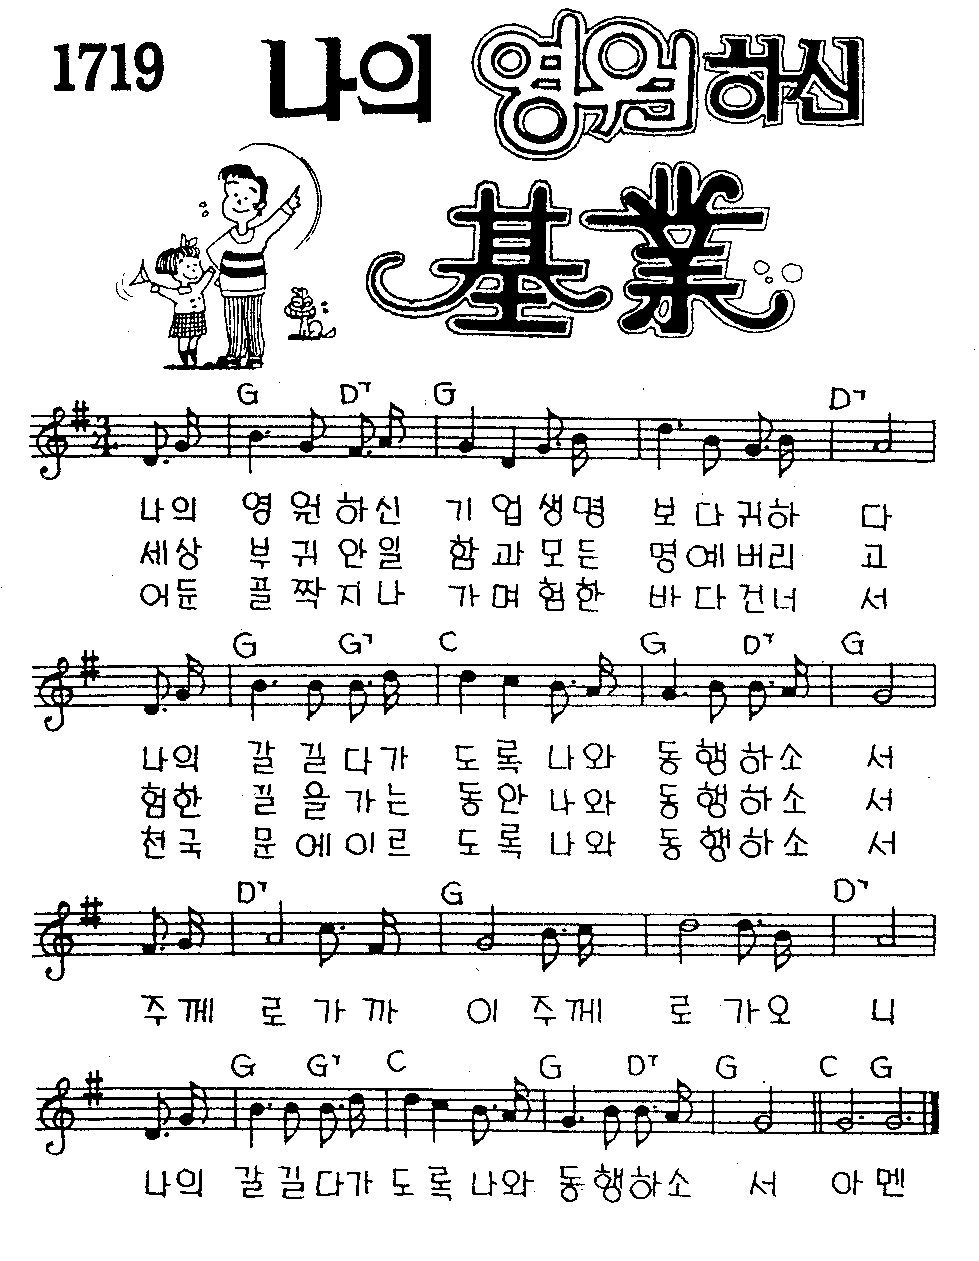 1719 나의 영원하신
基業
G D7 G D7
나의 영원하신 기업 생명 보다 귀하 다
세상 부귀 안일 함과 모든 명예 버리 고
어둔 골짝 지나 가며 험한 바다 건너 서
G G7 C G D7 G
나의 갈 길 다가 도록 나와 동행하소 서
험한 길을 가는 동안 나와 동행하소 서
천국 문에 이르 도록 나와 동행하소 서
D7 G D7
주께 로 가까 이 주께 로 가오 니
G G7 C G D7 G C G
나의 갈 길 다가 도록 나와 동행하소 서 아멘